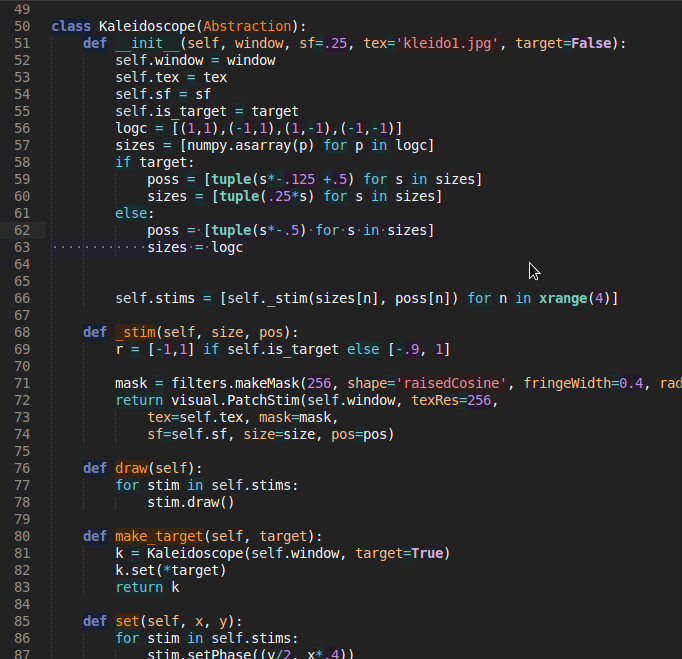 49
50 class Kaleidoscope(Abstraction):
51     def __init__(self, window, sf=.25, tex='kleido1.jpg', target=False):
52         self.window = window
53         self.tex = tex
54         self.sf = sf
55         self.is_target = target
56         logc = [(1,1),(-1,1),(1,-1),(-1,-1)]
57         sizes = [numpy.asarray(p) for p in logc]
58         if target:
59             poss = [tuple(s*-.125 +.5) for s in sizes]
60             sizes = [tuple(.25*s) for s in sizes]
61         else:
62             poss = [tuple(s*-.5) for s in sizes]
63             sizes = logc
64
65
66         self.stims = [self._stim(sizes[n], poss[n]) for n in xrange(4)]
67
68     def _stim(self, size, pos):
69         r = [-1,1] if self.is_target else [-.9, 1]
70
71         mask = filters.makeMask(256, shape='raisedCosine', fringeWidth=0.4, rad
72         return visual.PatchStim(self.window, texRes=256,
73             tex=self.tex, mask=mask,
74             sf=self.sf, size=size, pos=pos)
75
76     def draw(self):
77         for stim in self.stims:
78             stim.draw()
79
80     def make_target(self, target):
81         k = Kaleidoscope(self.window, target=True)
82         k.set(*target)
83         return k
84
85     def set(self, x, y):
86         for stim in self.stims:
87             stim.setPhase((y/2, x*.4))